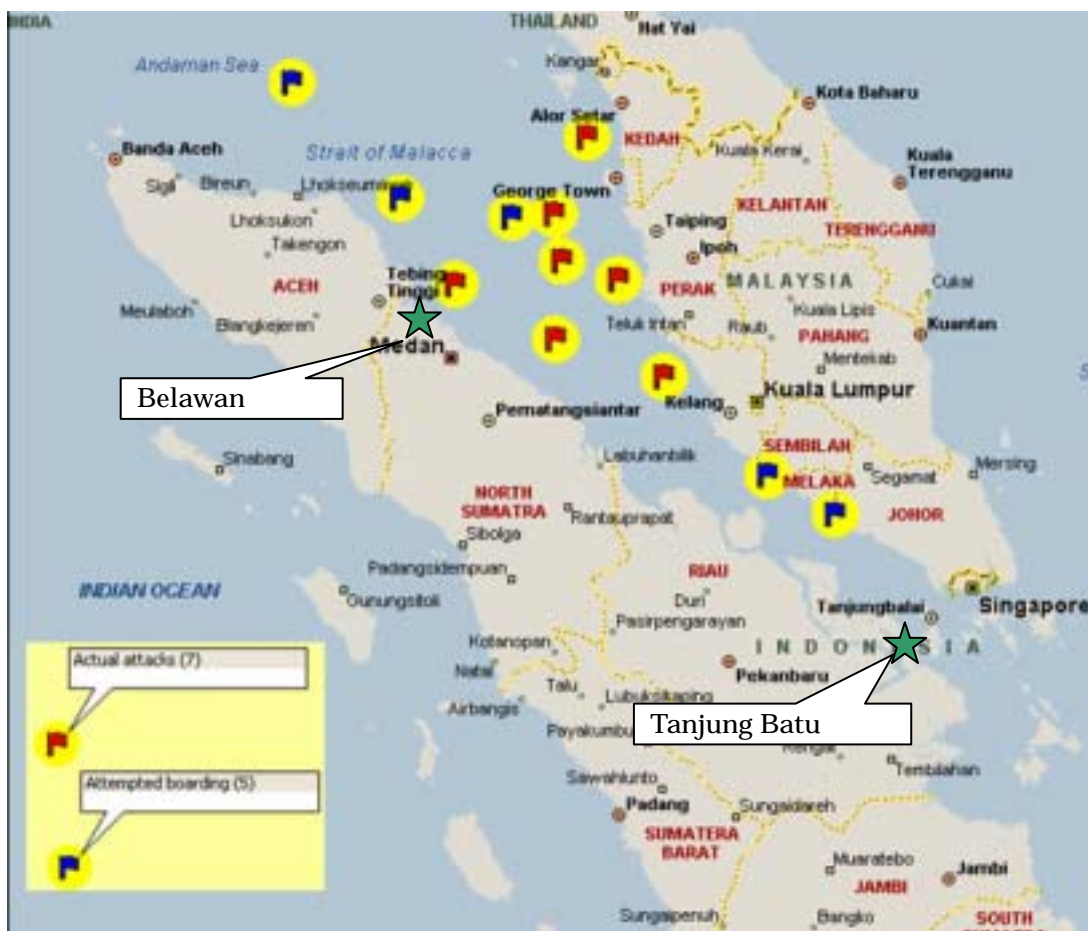 INDIA
THAILAND
Hat Yai
Andaman Sea
Kangar
Kota Baharu
Alor Setar
KEDAH
Banda Aceh
Strait of Malacca
Kuala Kerai
Kuala
Terengganu
Sigli
Bireun
Lhokseumawe
George Town
KELANTAN
Lhoksukon
Taiping
TERENGGANU
Takengon
Ipoh
ACEH
Tebing
Tinggi
PERAK
MALAYSIA
Cukai
Meulaboh
Blangkejeren
Kuala Lipis
Teluk Intan
Raub
PAHANG
Kuantan
Medan
Mentekab
Belawan
Kuala Lumpur
Kelang
Pematangsiantar
SEMBILAN
Sinabang
Labuhanbilik
MELAKA
Segamat
Mersing
NORTH
SUMATRA
Rantauprapat
JOHOR
Sibolga
Padangsidempuan
RIAU
INDIAN OCEAN
Gunungsitoli
Duri
Tanjungbalai
Singapore
Pasirpengarayan
Kotanopan
INDONESIA
Actual attacks (7)
Natal
Pekanbaru
Talu
Lubuksikaping
Airbangis
Tanjung Batu
Payakumbu
Rengat
Tembilahan
Attempted boarding (5)
Sawahlunto
Padang
Sungaidareh
SUMATERA
BARAT
Muaratebo
Jambi
JAMBI
Sungaipenuh
Bangko
SOUTH